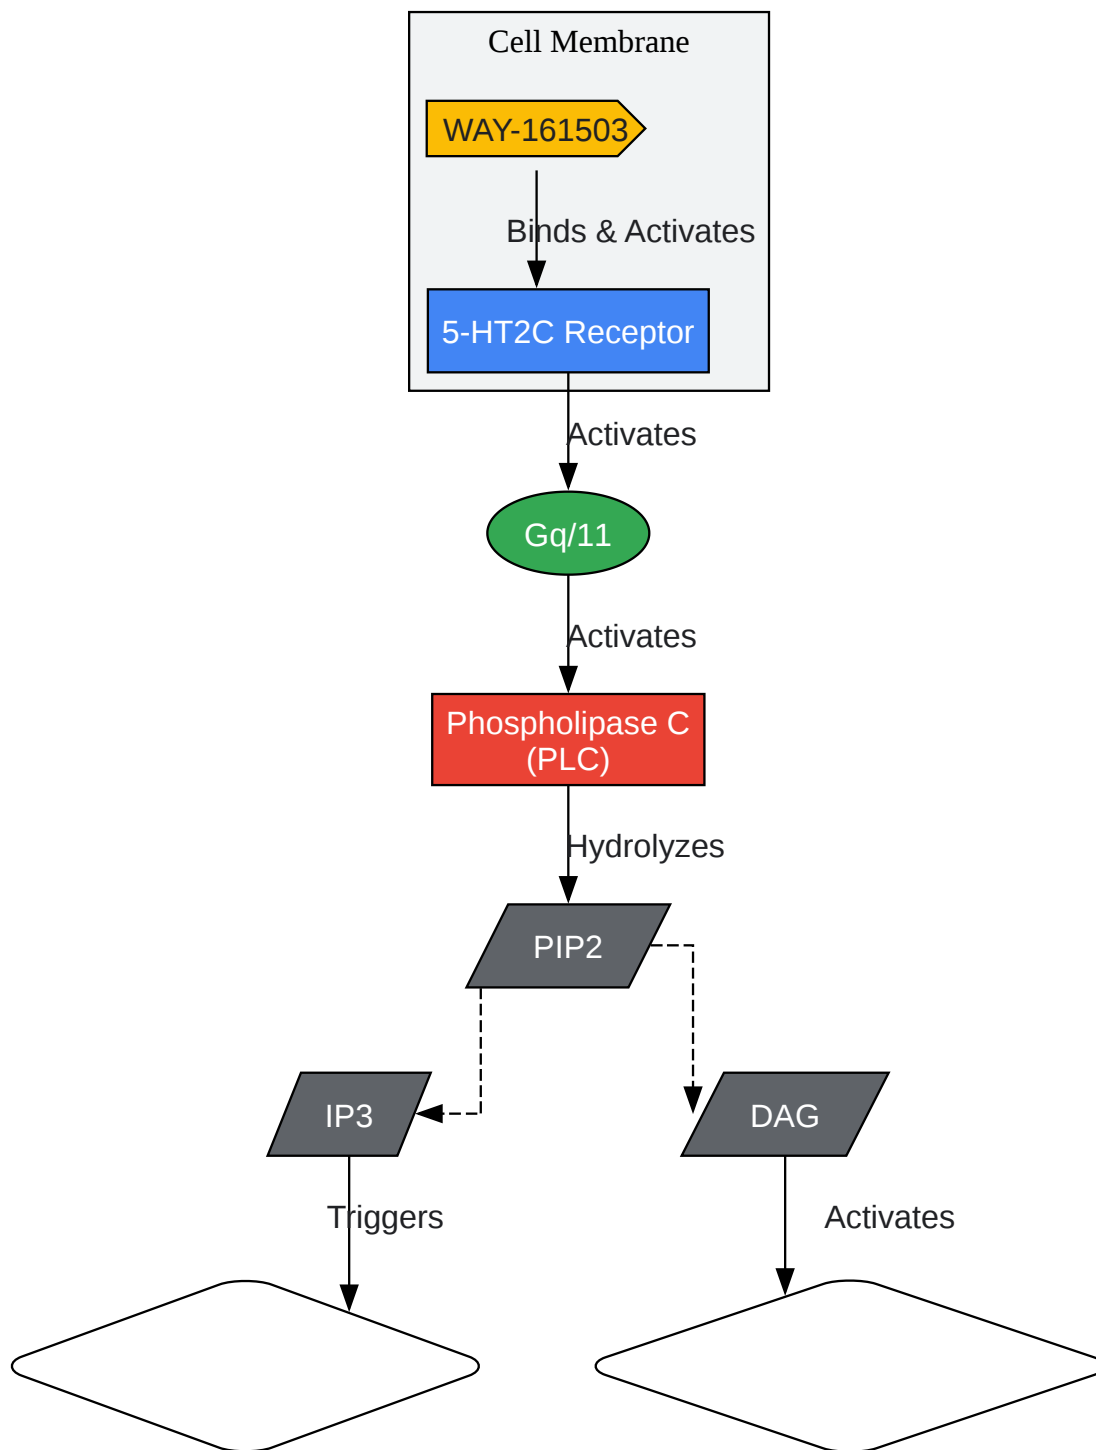 Cell Membrane
WAY-161503
Binds & Activates
5-HT2C Receptor
Activates
Gq/11
Activates
Phospholipase C
(PLC)
Hydrolyzes
PIP2
IP3
DAG
Triggers
Activates